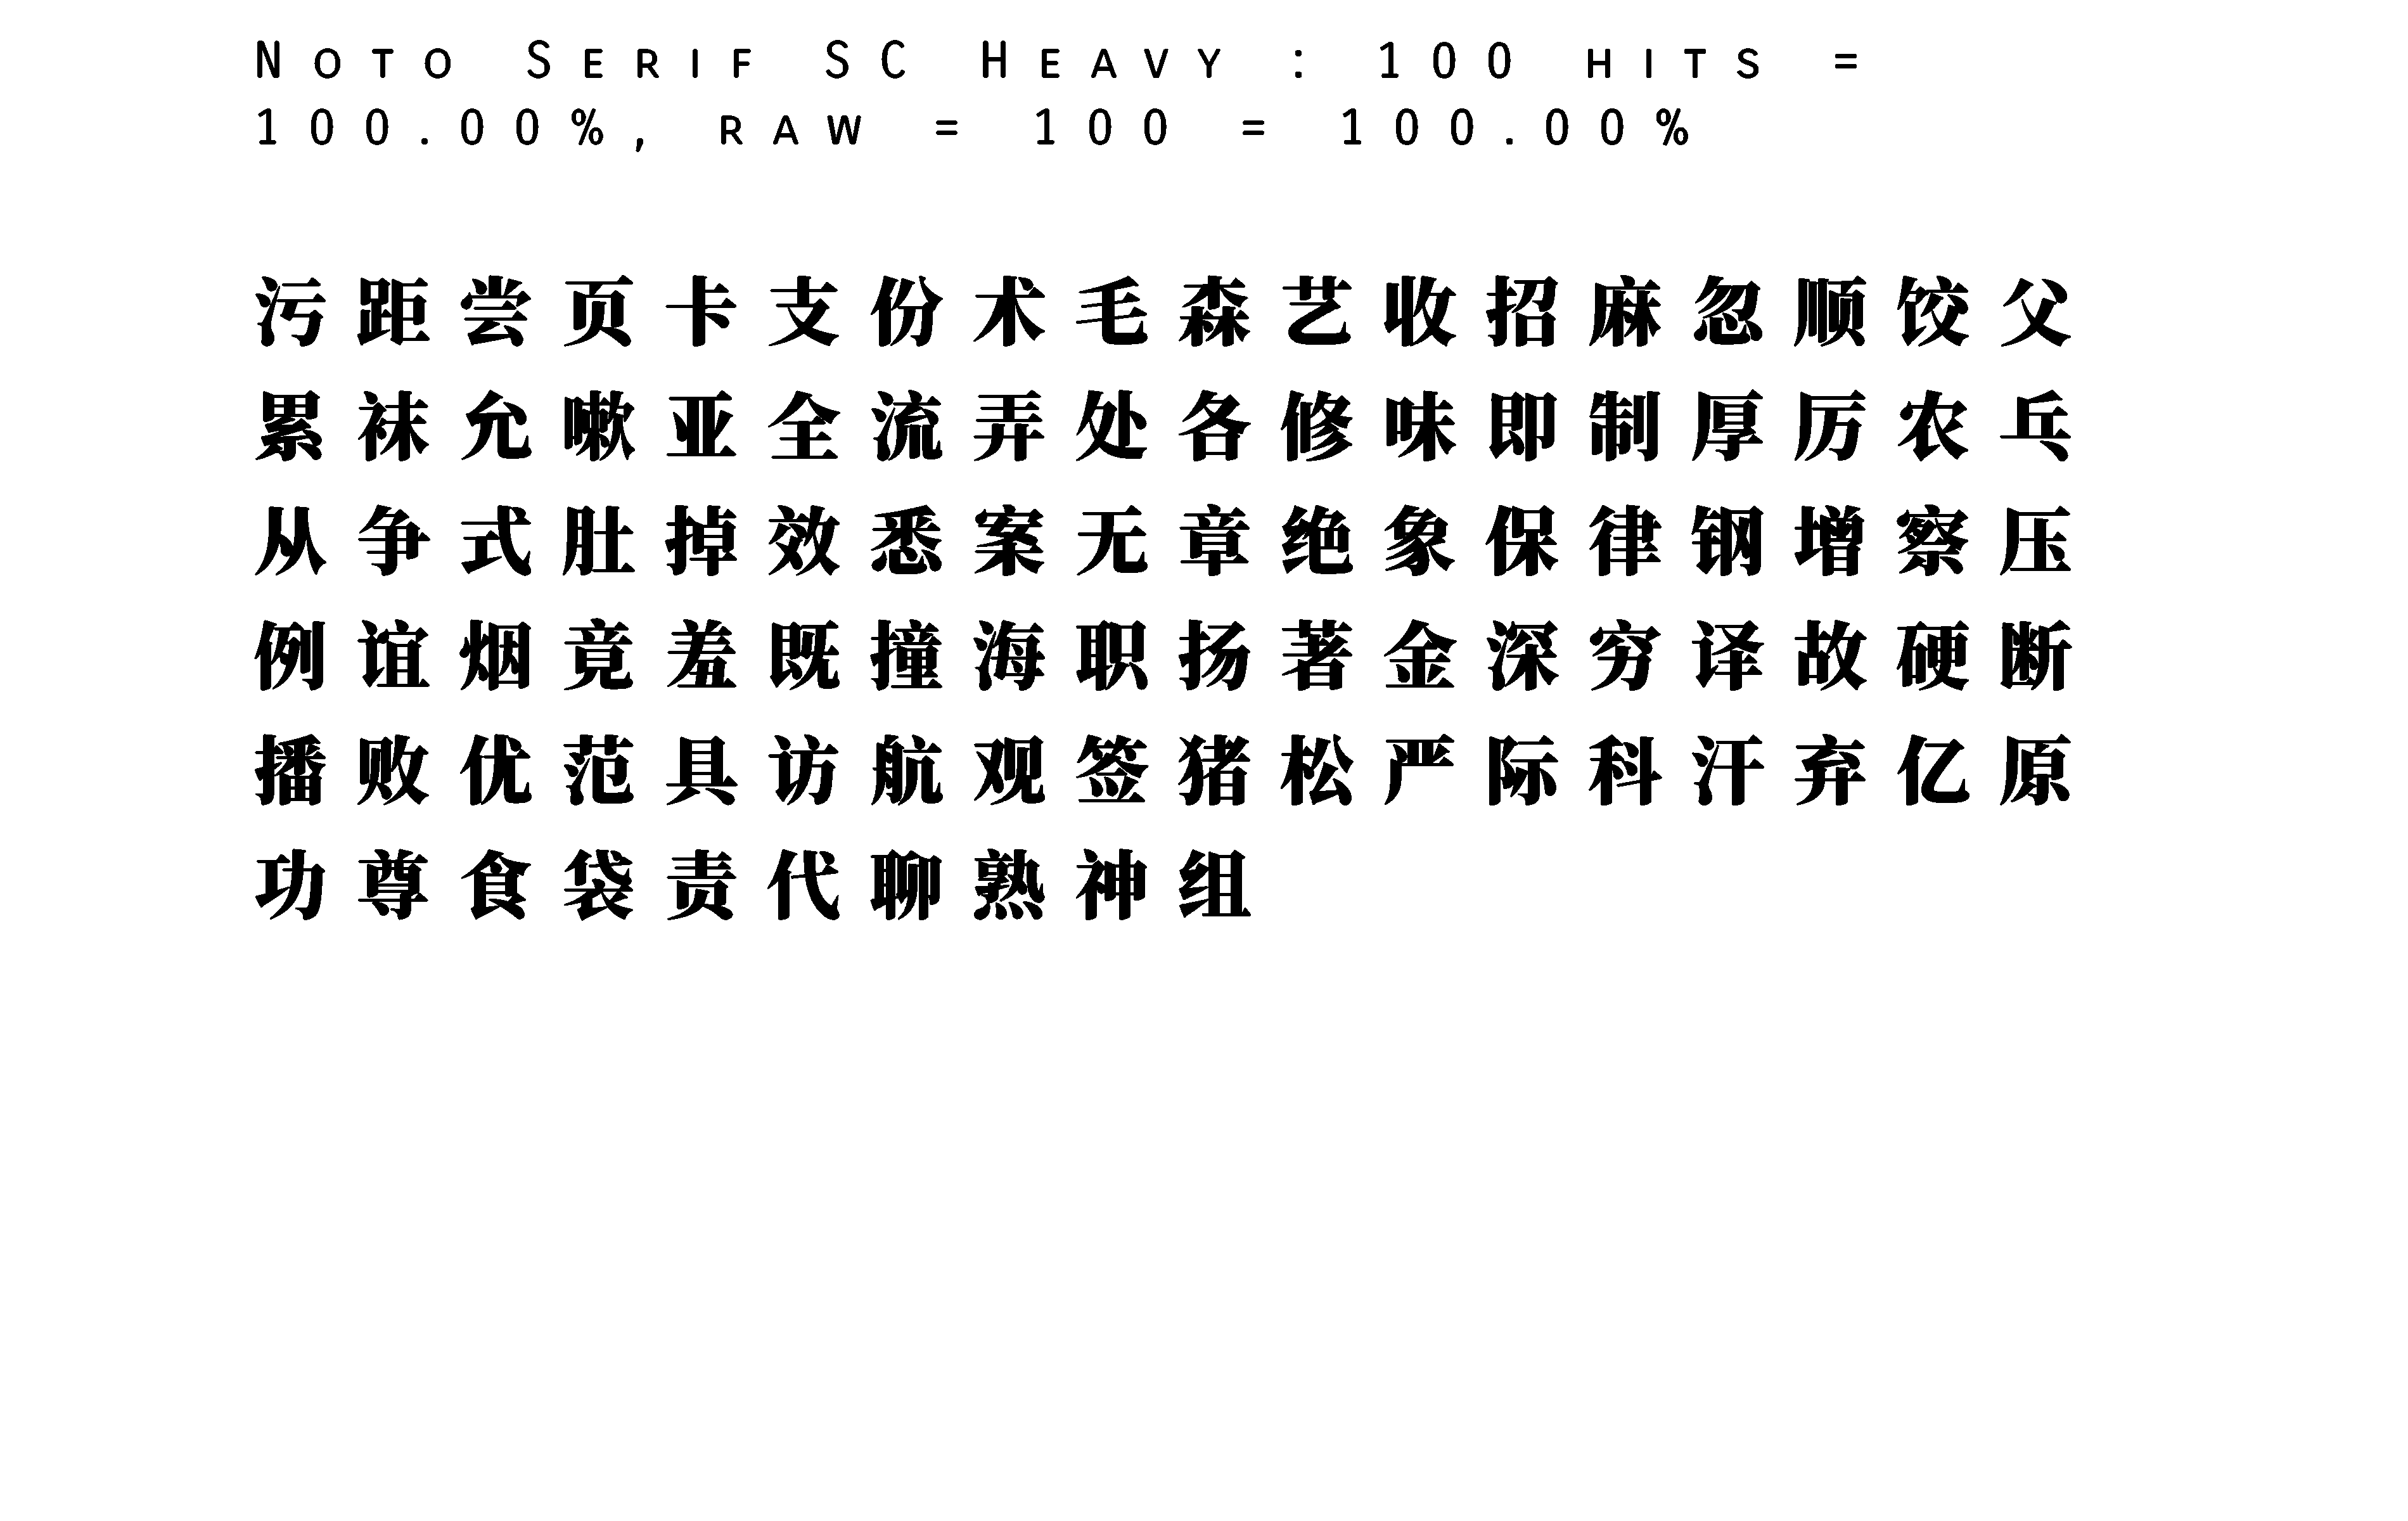 Noto Serif SC Heavy : 100 hits =
100.00%, raw = 100 = 100.00%
污距尝页卡支份术毛森艺收招麻忽顺饺父
累袜允嗽亚全流弄处各修味即制厚厉农乓
从争式肚掉效悉案无章绝象保律钢增察压
例谊烟竟羞既撞海职扬著金深穷译故硬断
播败优范具访航观签猪松严际科汗弃亿原
功尊食袋责代聊熟神组